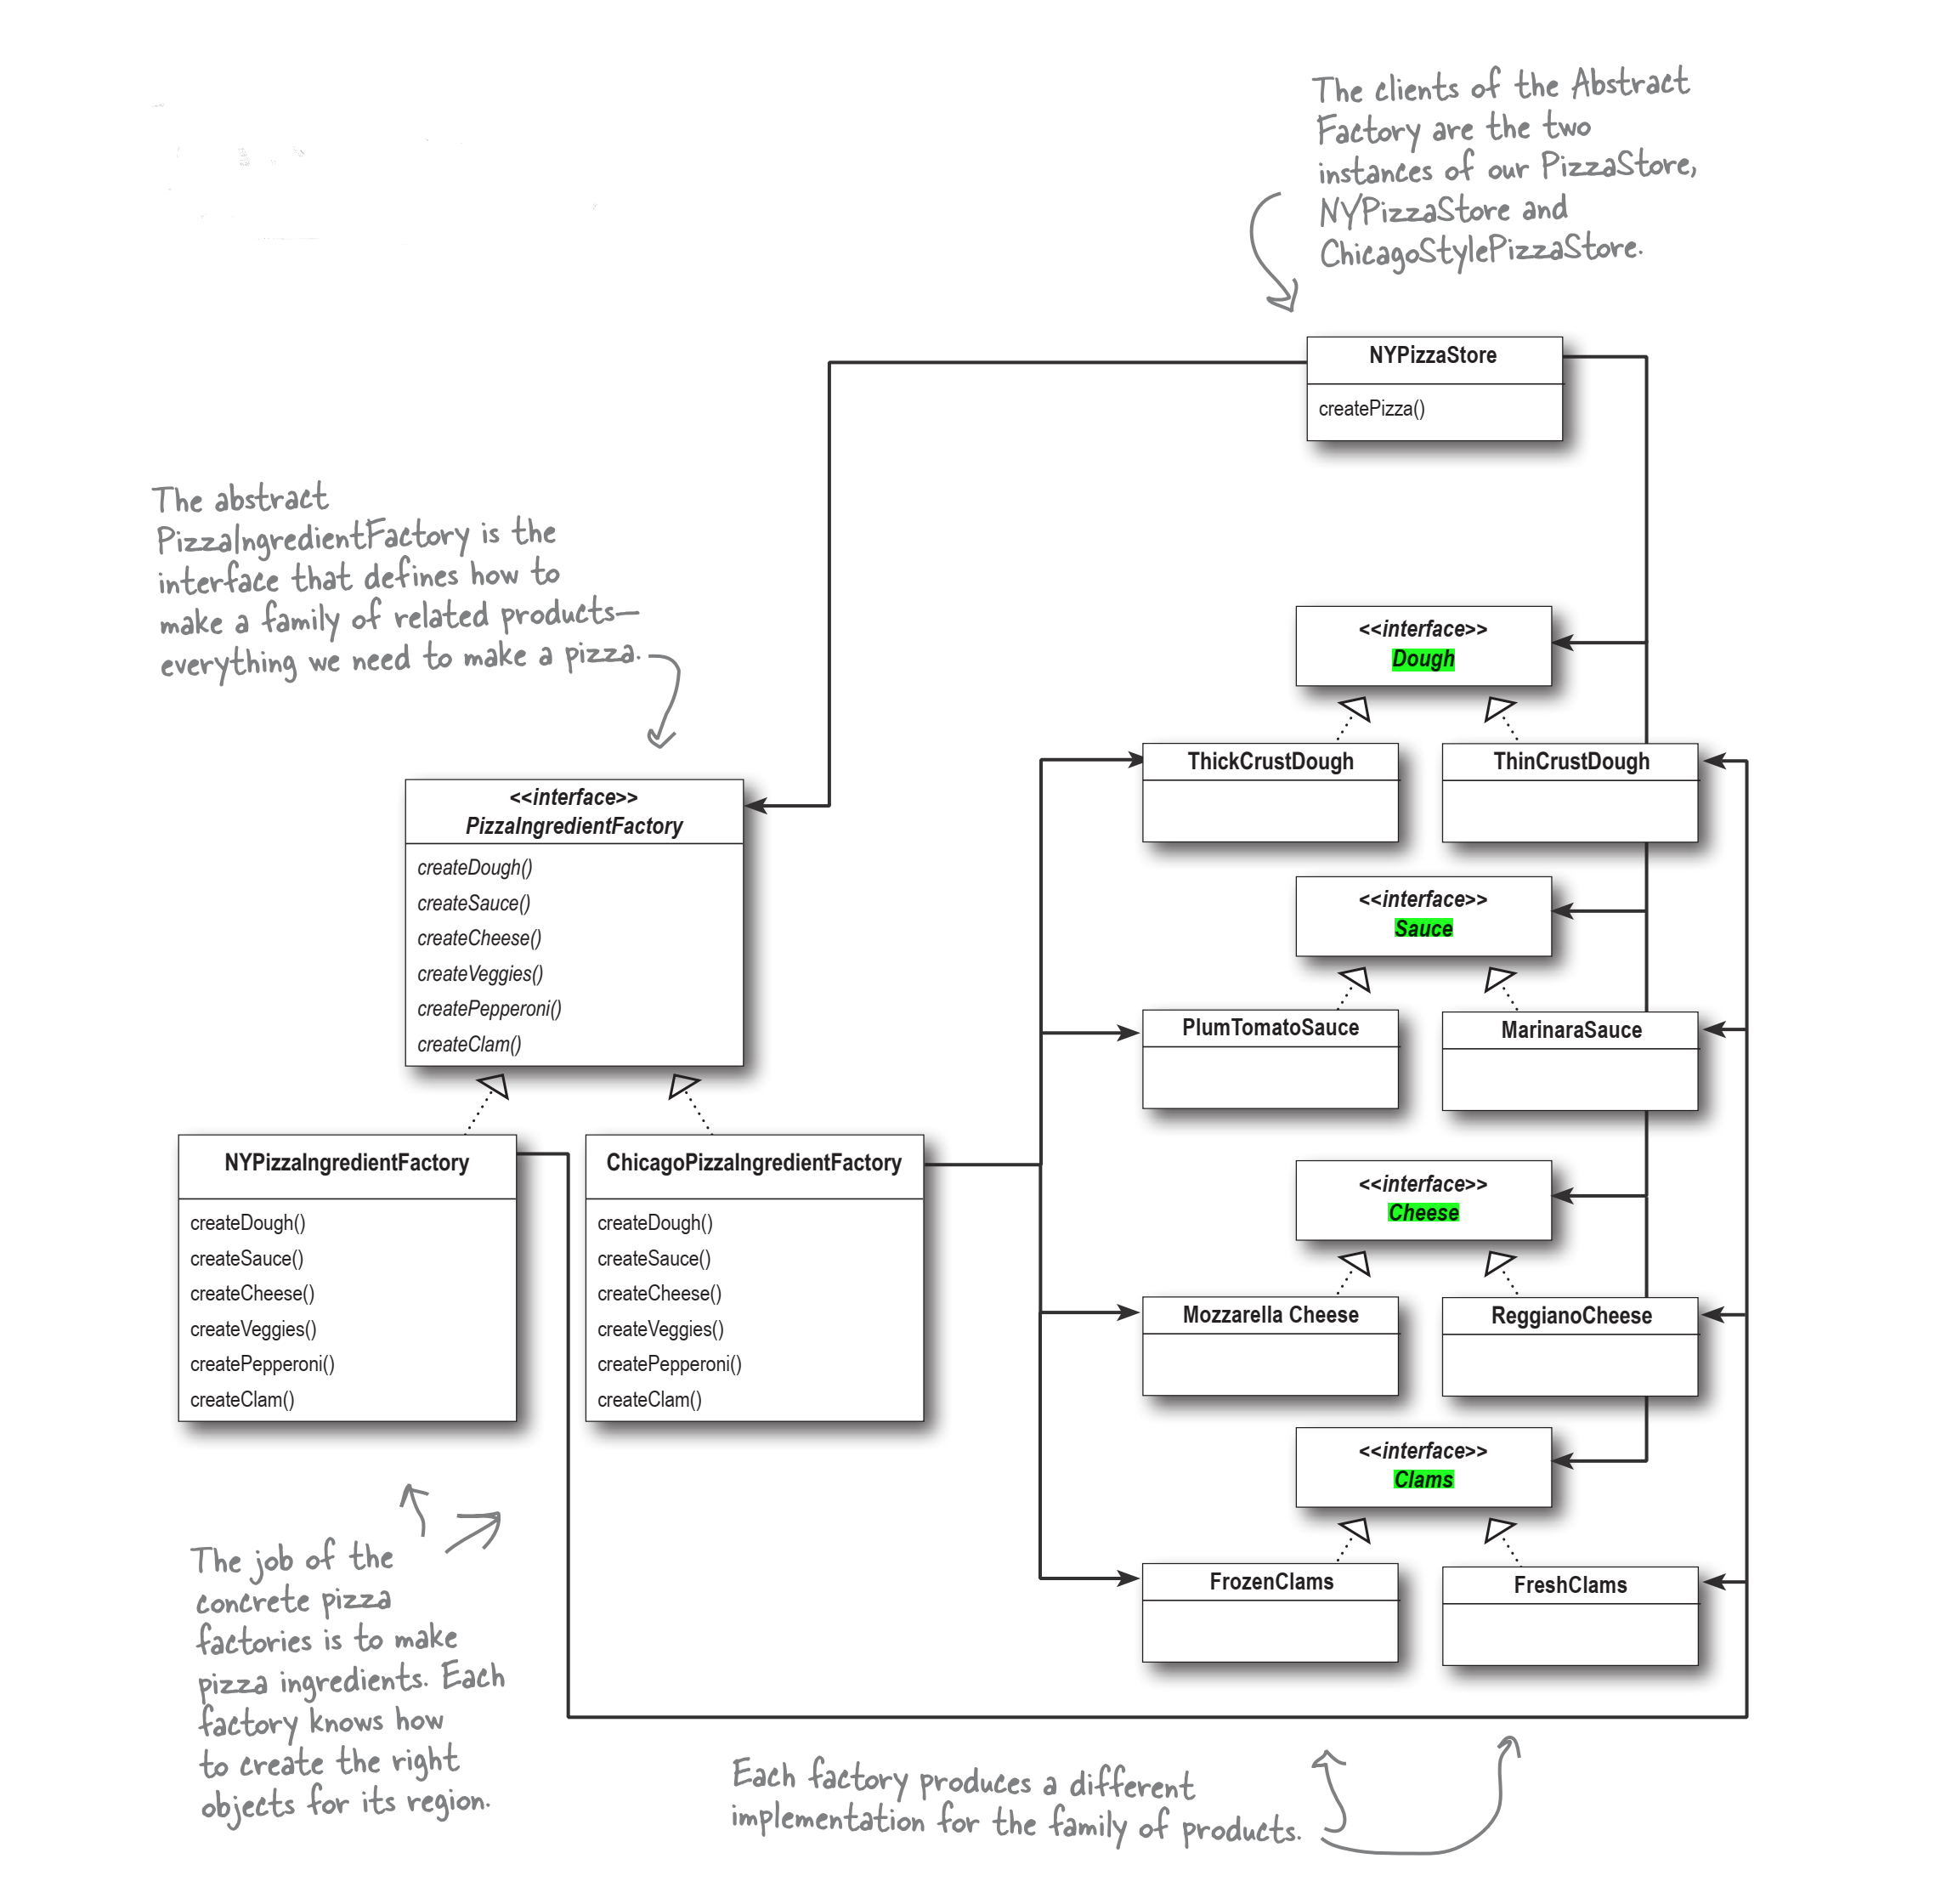 The clients of the Abstract
Factory are the two
instances of our PizzaStore,
NYPizzaStore and
ChicagoStylePizzaStore.
NYPizzaStore
createPizza()
The abstract
PizzaIngredientFactory is the
interface that defines how to
make a family of related products—
everything we need to make a pizza.
<<interface>>
PizzaIngredientFactory
createDough()
createSauce()
createCheese()
createVeggies()
createPepperoni()
createClam()
NYPizzaIngredientFactory
createDough()
createSauce()
createCheese()
createVeggies()
createPepperoni()
createClam()
ChicagoPizzaIngredientFactory
createDough()
createSauce()
createCheese()
createVeggies()
createPepperoni()
createClam()
<<interface>>
Dough
ThickCrustDough
ThinCrustDough
<<interface>>
Sauce
PlumTomatoSauce
MarinaraSauce
<<interface>>
Cheese
Mozzarella Cheese
ReggianoCheese
<<interface>>
Clams
FrozenClams
FreshClams
The job of the
concrete pizza
factories is to make
pizza ingredients. Each
factory knows how
to create the right
objects for its region.
Each factory produces a different
implementation for the family of products.